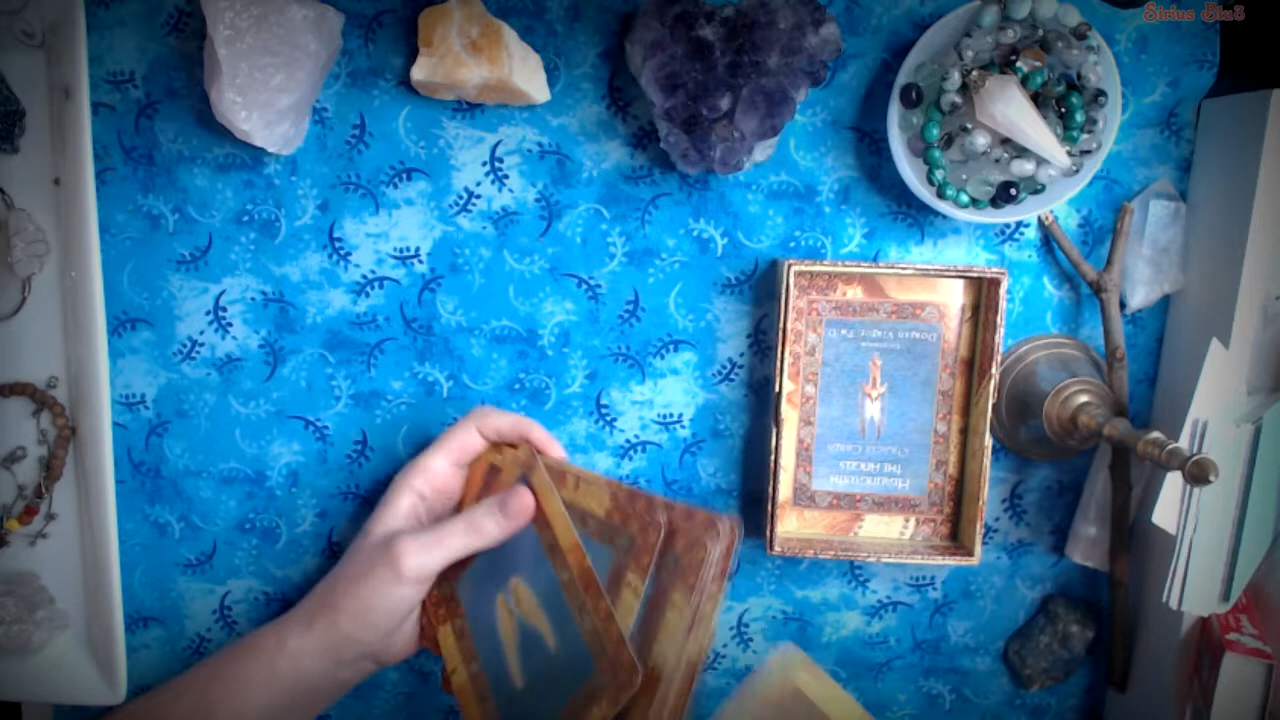 Sirius Blu3
HEALING WITH
THE ANGELS
ORACLE CARDS
DOREEN VIRTUE, PH.D.